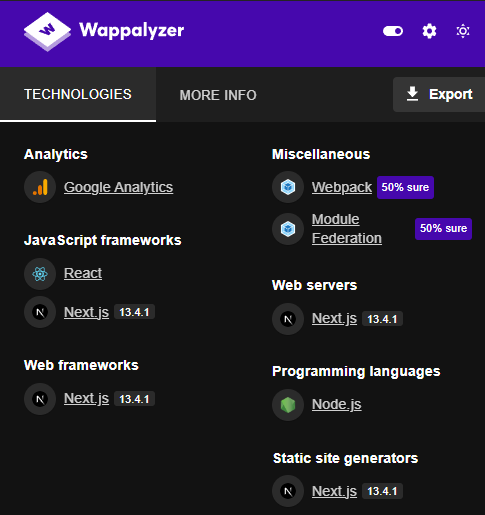 Wappalyzer
TECHNOLOGIES
MORE INFO
Export
Analytics
Google Analytics
JavaScript frameworks
React
Next.js 13.4.1
Web frameworks
Next.js 13.4.1
Miscellaneous
Webpack 50% sure
Module
Federation 50% sure
Web servers
Next.js 13.4.1
Programming languages
Node.js
Static site generators
Next.js 13.4.1